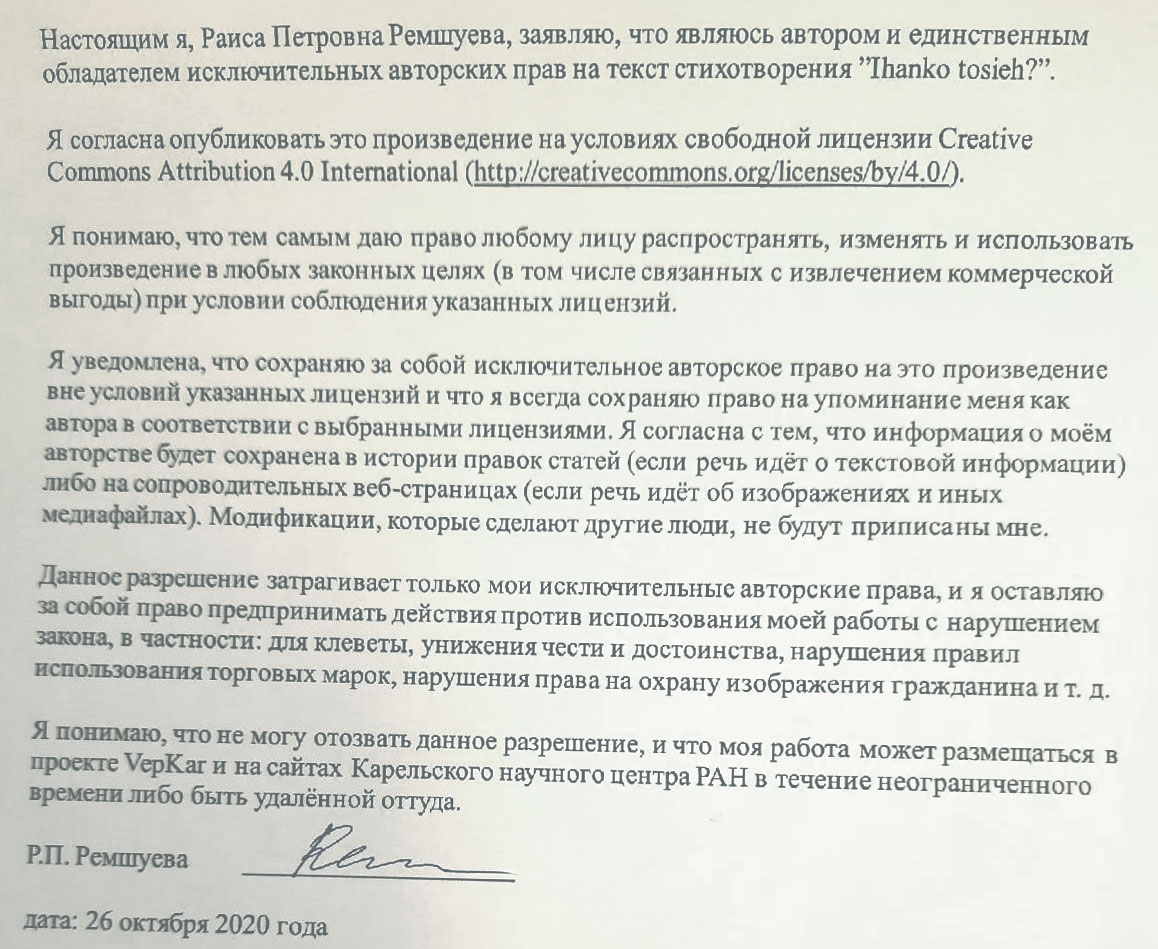 Настоящим я, Раиса Петровна Ремшуева, заявляю, что являюсь автором и единственным
обладателем исключительных авторских прав на текст стихотворения ”Ihanko tosieh?”.
Я согласна опубликовать это произведение на условиях свободной лицензии Creative
Commons Attribution 4.0 International (http://creativecommons.org/licenses/by/4.0/).
Я понимаю, что тем самым даю право любому лицу распространять, изменять и использовать
произведение в любых законных целях (в том числе связанных с извлечением коммерческой
выгоды) при условии соблюдения указанных лицензий.
Я уведомлена, что сохраняю за собой исключительное авторское право на это произведение
вне условий указанных лицензий и что я всегда сохраняю право на упоминание меня как
автора в соответствии с выбранными лицензиями. Я согласна с тем, что информация о моём
авторстве будет сохранена в истории правок статей (если речь идёт о текстовой информации)
либо на сопроводительных веб-страницах (если речь идёт об изображениях и иных
медиафайлах). Модификации, которые сделают другие люди, не будут приписаны мне.
Данное разрешение затрагивает только мои исключительные авторские права, и я оставляю
за собой право предпринимать действия против использования моей работы с нарушением
закона, в частности: для клеветы, унижения чести и достоинства, нарушения правил
использования торговых марок, нарушения права на охрану изображения гражданина и т. д.
Я понимаю, что не могу отозвать данное разрешение, и что моя работа может размещаться в
проекте VepKar и на сайтах Карельского научного центра РАН в течение неограниченного
времени либо быть удалённой оттуда.
Р.П. Ремшуева
дата: 26 октября 2020 года